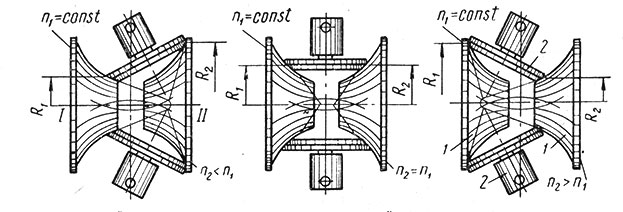 n₁=const
R₁
R₂
I
II
n₂<n₁
n₁=const
R₁
R₂
n₂=n₁
n₁=const
2
R₁
R₂
1
1
2
n₂>n₁